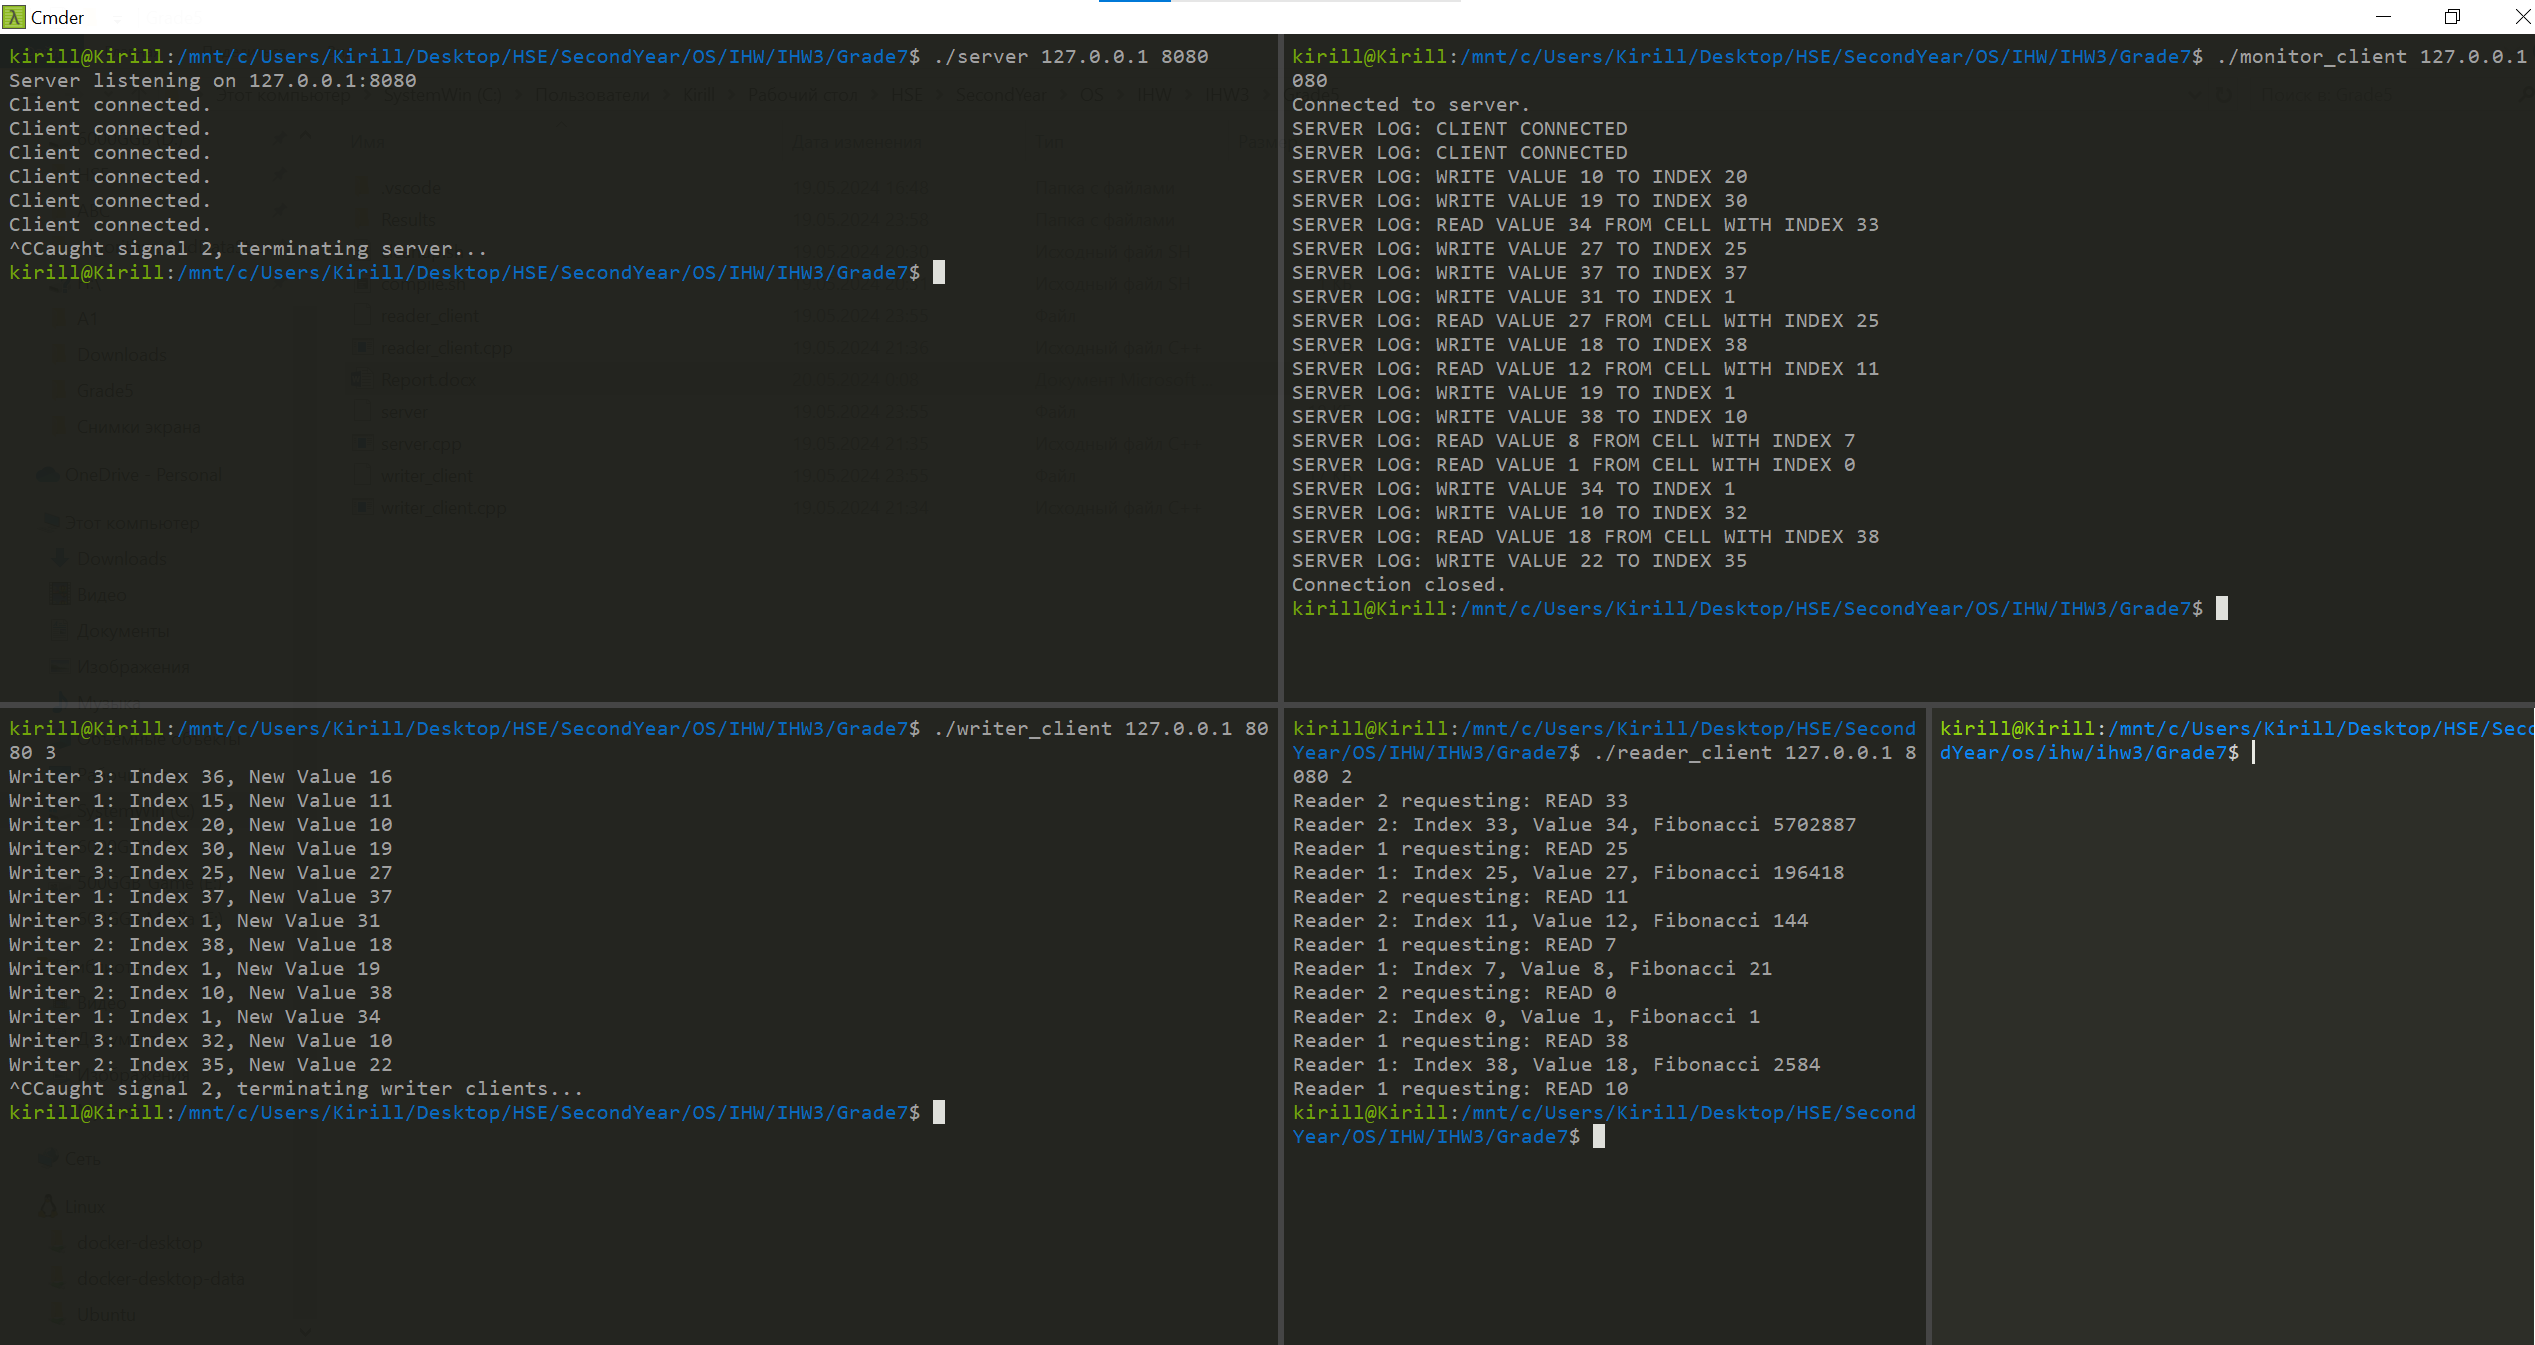 Cmder
kirill@Kirill:/mnt/c/Users/Kirill/Desktop/HSE/SecondYear/OS/IHW/IHW3/Grade7$ ./server 127.0.0.1 8080
Server listening on 127.0.0.1:8080
Client connected.
Client connected.
Client connected.
Client connected.
Client connected.
Client connected.
^CCaught signal 2, terminating server...
kirill@Kirill:/mnt/c/Users/Kirill/Desktop/HSE/SecondYear/OS/IHW/IHW3/Grade7$
kirill@Kirill:/mnt/c/Users/Kirill/Desktop/HSE/SecondYear/OS/IHW/IHW3/Grade7$ ./monitor_client 127.0.0.1
080
Connected to server.
SERVER LOG: CLIENT CONNECTED
SERVER LOG: CLIENT CONNECTED
SERVER LOG: WRITE VALUE 10 TO INDEX 20
SERVER LOG: WRITE VALUE 19 TO INDEX 30
SERVER LOG: READ VALUE 34 FROM CELL WITH INDEX 33
SERVER LOG: WRITE VALUE 27 TO INDEX 25
SERVER LOG: WRITE VALUE 37 TO INDEX 37
SERVER LOG: WRITE VALUE 31 TO INDEX 1
SERVER LOG: READ VALUE 27 FROM CELL WITH INDEX 25
SERVER LOG: WRITE VALUE 18 TO INDEX 38
SERVER LOG: READ VALUE 12 FROM CELL WITH INDEX 11
SERVER LOG: WRITE VALUE 19 TO INDEX 1
SERVER LOG: WRITE VALUE 38 TO INDEX 10
SERVER LOG: READ VALUE 8 FROM CELL WITH INDEX 7
SERVER LOG: READ VALUE 1 FROM CELL WITH INDEX 0
SERVER LOG: WRITE VALUE 34 TO INDEX 1
SERVER LOG: WRITE VALUE 10 TO INDEX 32
SERVER LOG: READ VALUE 18 FROM CELL WITH INDEX 38
SERVER LOG: WRITE VALUE 22 TO INDEX 35
Connection closed.
kirill@Kirill:/mnt/c/Users/Kirill/Desktop/HSE/SecondYear/OS/IHW/IHW3/Grade7$
kirill@Kirill:/mnt/c/Users/Kirill/Desktop/HSE/SecondYear/OS/IHW/IHW3/Grade7$ ./writer_client 127.0.0.1 80
80 3
Writer 3: Index 36, New Value 16
Writer 1: Index 15, New Value 11
Writer 1: Index 20, New Value 10
Writer 2: Index 30, New Value 19
Writer 3: Index 25, New Value 27
Writer 1: Index 37, New Value 37
Writer 3: Index 1, New Value 31
Writer 2: Index 38, New Value 18
Writer 1: Index 1, New Value 19
Writer 2: Index 10, New Value 38
Writer 1: Index 1, New Value 34
Writer 3: Index 32, New Value 10
Writer 2: Index 35, New Value 22
^CCaught signal 2, terminating writer clients...
kirill@Kirill:/mnt/c/Users/Kirill/Desktop/HSE/SecondYear/OS/IHW/IHW3/Grade7$
kirill@Kirill:/mnt/c/Users/Kirill/Desktop/HSE/Second
Year/OS/IHW/IHW3/Grade7$ ./reader_client 127.0.0.1 8
080 2
Reader 2 requesting: READ 33
Reader 2: Index 33, Value 34, Fibonacci 5702887
Reader 1 requesting: READ 25
Reader 1: Index 25, Value 27, Fibonacci 196418
Reader 2 requesting: READ 11
Reader 2: Index 11, Value 12, Fibonacci 144
Reader 1 requesting: READ 7
Reader 1: Index 7, Value 8, Fibonacci 21
Reader 2 requesting: READ 0
Reader 2: Index 0, Value 1, Fibonacci 1
Reader 1 requesting: READ 38
Reader 1: Index 38, Value 18, Fibonacci 2584
Reader 1 requesting: READ 10
kirill@Kirill:/mnt/c/Users/Kirill/Desktop/HSE/Second
Year/OS/IHW/IHW3/Grade7$
kirill@Kirill:/mnt/c/Users/Kirill/Desktop/HSE/Seco
dYear/os/ihw/ihw3/Grade7$